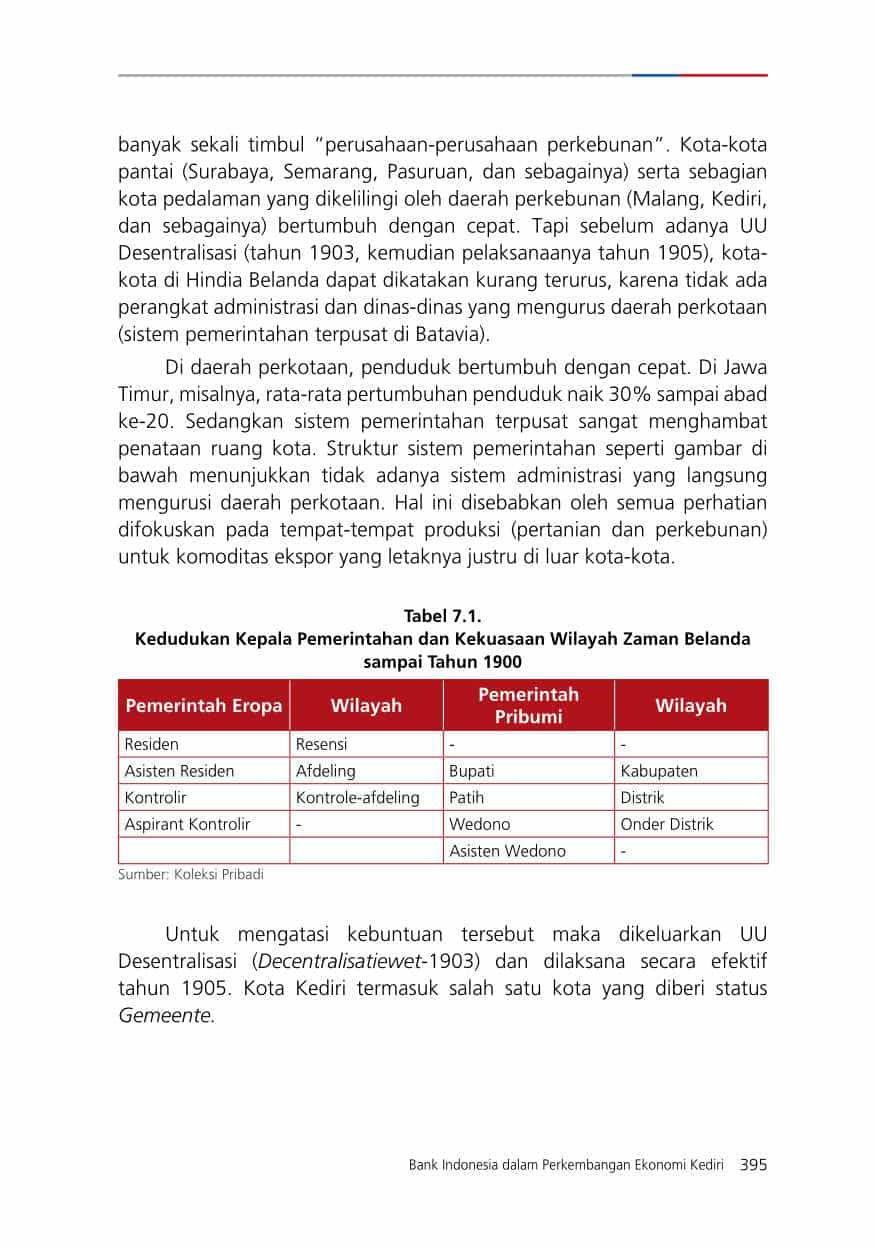 banyak sekali timbul “perusahaan-perusahaan perkebunan”. Kota-kota
pantai (Surabaya, Semarang, Pasuruan, dan sebagainya) serta sebagian
kota pedalaman yang dikelilingi oleh daerah perkebunan (Malang, Kediri,
dan sebagainya) bertumbuh dengan cepat. Tapi sebelum adanya UU
Desentralisasi (tahun 1903, kemudian pelaksanaanya tahun 1905), kota-
kota di Hindia Belanda dapat dikatakan kurang terurus, karena tidak ada
perangkat administrasi dan dinas-dinas yang mengurus daerah perkotaan
(sistem pemerintahan terpusat di Batavia).
Di daerah perkotaan, penduduk bertumbuh dengan cepat. Di Jawa
Timur, misalnya, rata-rata pertumbuhan penduduk naik 30% sampai abad
ke-20. Sedangkan sistem pemerintahan terpusat sangat menghambat
penataan ruang kota. Struktur sistem pemerintahan seperti gambar di
bawah menunjukkan tidak adanya sistem administrasi yang langsung
mengurusi daerah perkotaan. Hal ini disebabkan oleh semua perhatian
difokuskan pada tempat-tempat produksi (pertanian dan perkebunan)
untuk komoditas ekspor yang letaknya justru di luar kota-kota.
Tabel 7.1.
Kedudukan Kepala Pemerintahan dan Kekuasaan Wilayah Zaman Belanda
sampai Tahun 1900
Pemerintah Eropa Wilayah Pemerintah Pribumi Wilayah
Residen Resensi - -
Asisten Residen Afdeling Bupati Kabupaten
Kontrolir Kontrole-afdeling Patih Distrik
Aspirant Kontrolir - Wedono Onder Distrik
Asisten Wedono -
Sumber: Koleksi Pribadi
Untuk mengatasi kebuntuan tersebut maka dikeluarkan UU
Desentralisasi (Decentralisatiewet-1903) dan dilaksana secara efektif
tahun 1905. Kota Kediri termasuk salah satu kota yang diberi status
Gemeente.
Bank Indonesia dalam Perkembangan Ekonomi Kediri 395